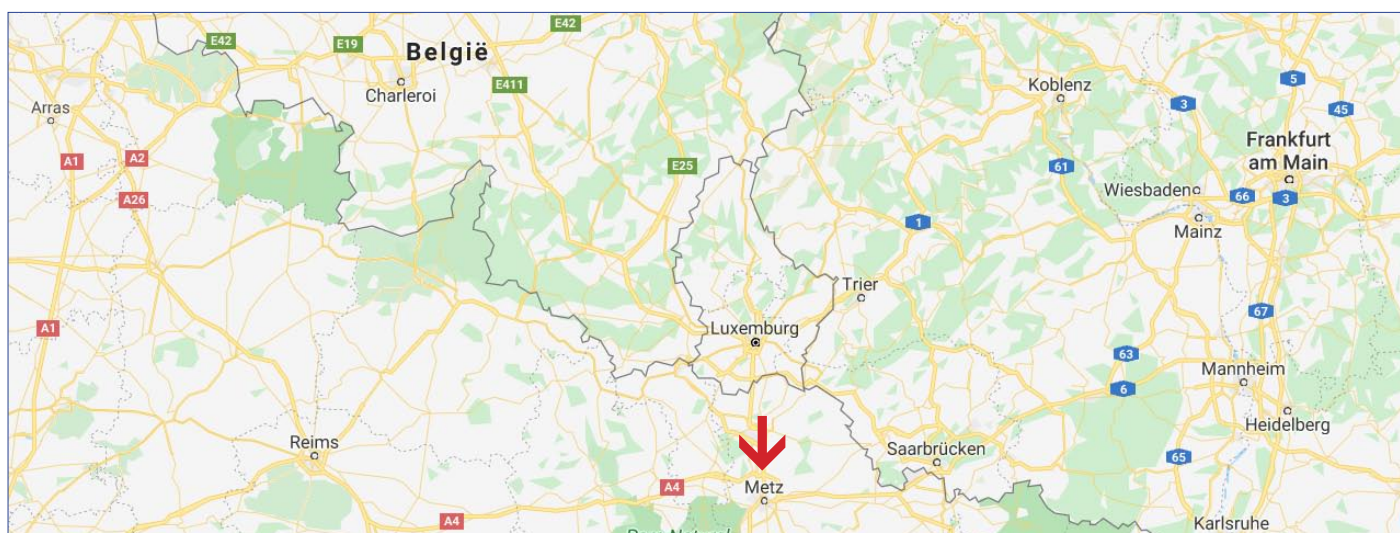 E42
E19
E42
België
Charleroi
E411
Arras
A1
A2
A26
E25
Koblenz
3
5
45
Frankfurt
am Main
61
Wiesbaden
66
3
Mainz
1
Trier
A1
Luxemburg
67
63
6
Mannheim
Heidelberg
Reims
Saarbrücken
65
A4
Metz
A4
Karlsruhe